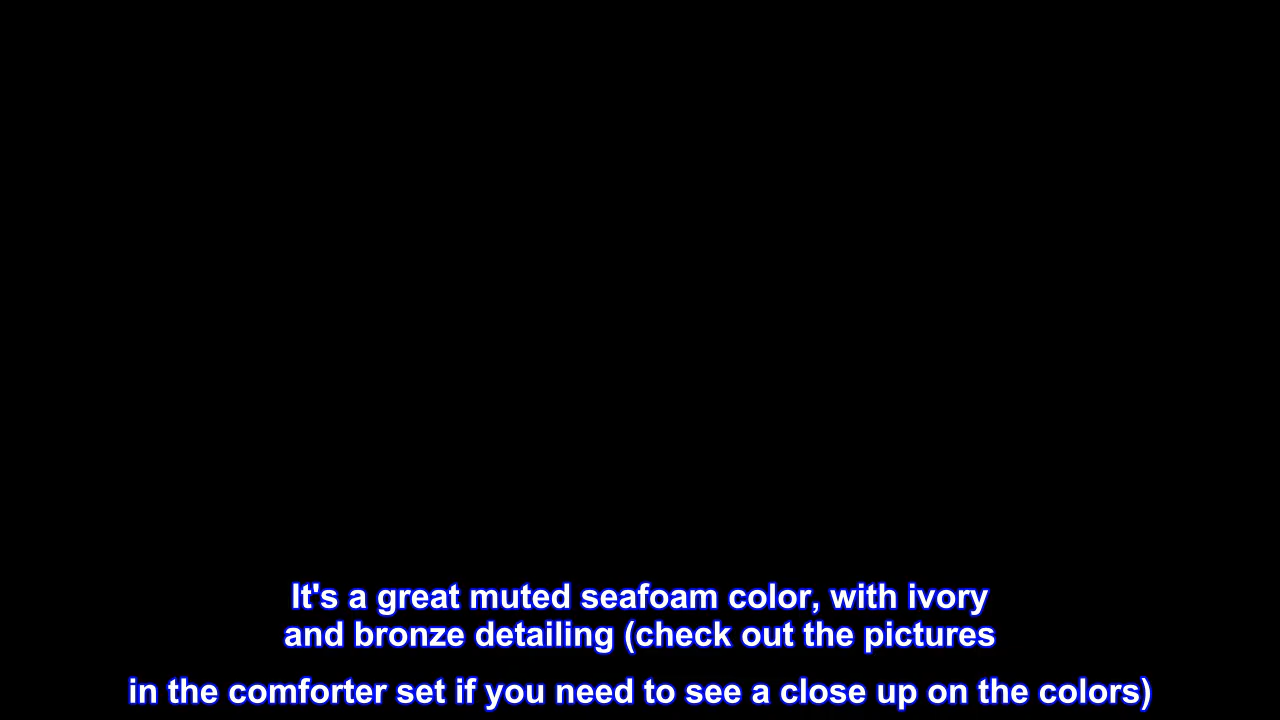 It's a great muted seafoam color, with ivory
and bronze detailing (check out the pictures
in the comforter set if you need to see a close up on the colors)